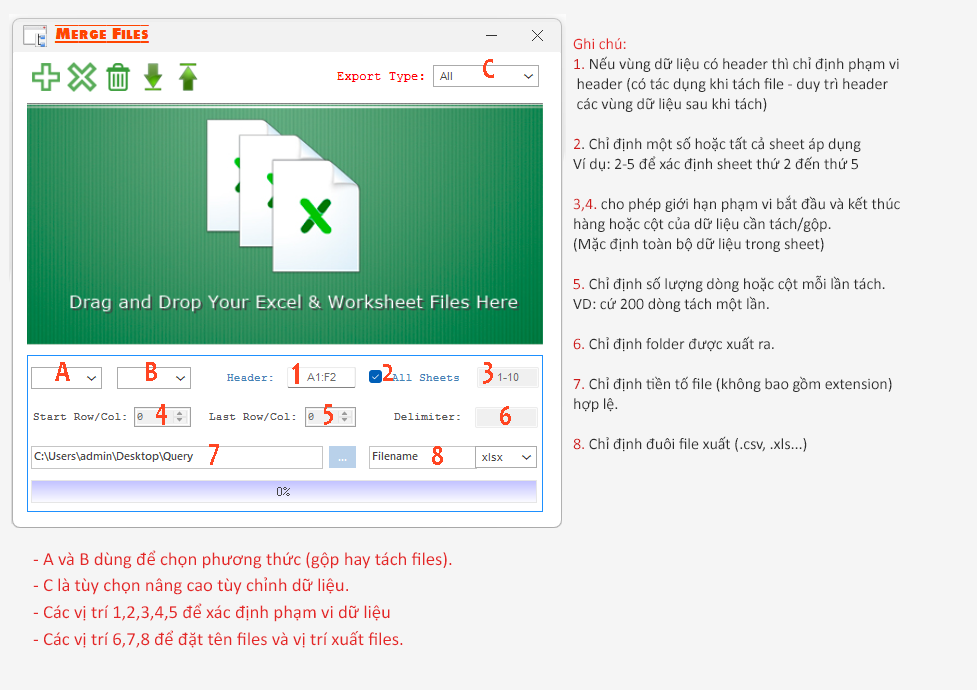 MERGE FILES
Export Type: All C
Drag and Drop Your Excel & Worksheet Files Here
A B Header: 1 A1:F2 2 All Sheets 3 1-10
Start Row/Col: 0 4 Last Row/Col: 0 5 Delimiter: 6
C:\Users\admin\Desktop\Query 7 ... Filename 8 xlsx
0%
Ghi chú:
1. Nếu vùng dữ liệu có header thì chỉ định phạm vi
header (có tác dụng khi tách file - duy trì header
các vùng dữ liệu sau khi tách)
2. Chỉ định một số hoặc tất cả sheet áp dụng
Ví dụ: 2-5 để xác định sheet thứ 2 đến thứ 5
3,4. cho phép giới hạn phạm vi bắt đầu và kết thúc
hàng hoặc cột của dữ liệu cần tách/gộp.
(Mặc định toàn bộ dữ liệu trong sheet)
5. Chỉ định số lượng dòng hoặc cột mỗi lần tách.
VD: cứ 200 dòng tách một lần.
6. Chỉ định folder được xuất ra.
7. Chỉ định tiền tố file (không bao gồm extension)
hợp lệ.
8. Chỉ định đuôi file xuất (.csv, .xls...)
- A và B dùng để chọn phương thức (gộp hay tách files).
- C là tùy chọn nâng cao tùy chỉnh dữ liệu.
- Các vị trí 1,2,3,4,5 để xác định phạm vi dữ liệu
- Các vị trí 6,7,8 để đặt tên files và vị trí xuất files.